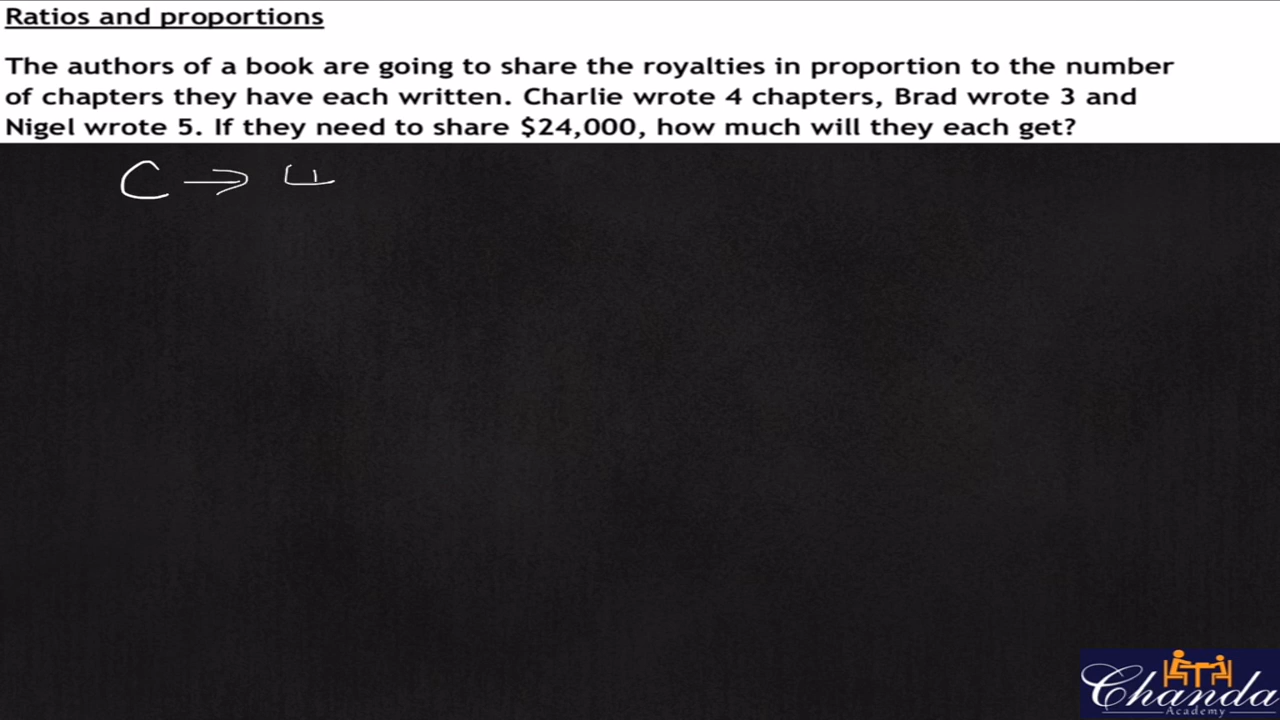 Ratios and proportions
The authors of a book are going to share the royalties in proportion to the number
of chapters they have each written. Charlie wrote 4 chapters, Brad wrote 3 and
Nigel wrote 5. If they need to share $24,000, how much will they each get?
C → 4
Chanda
Academy